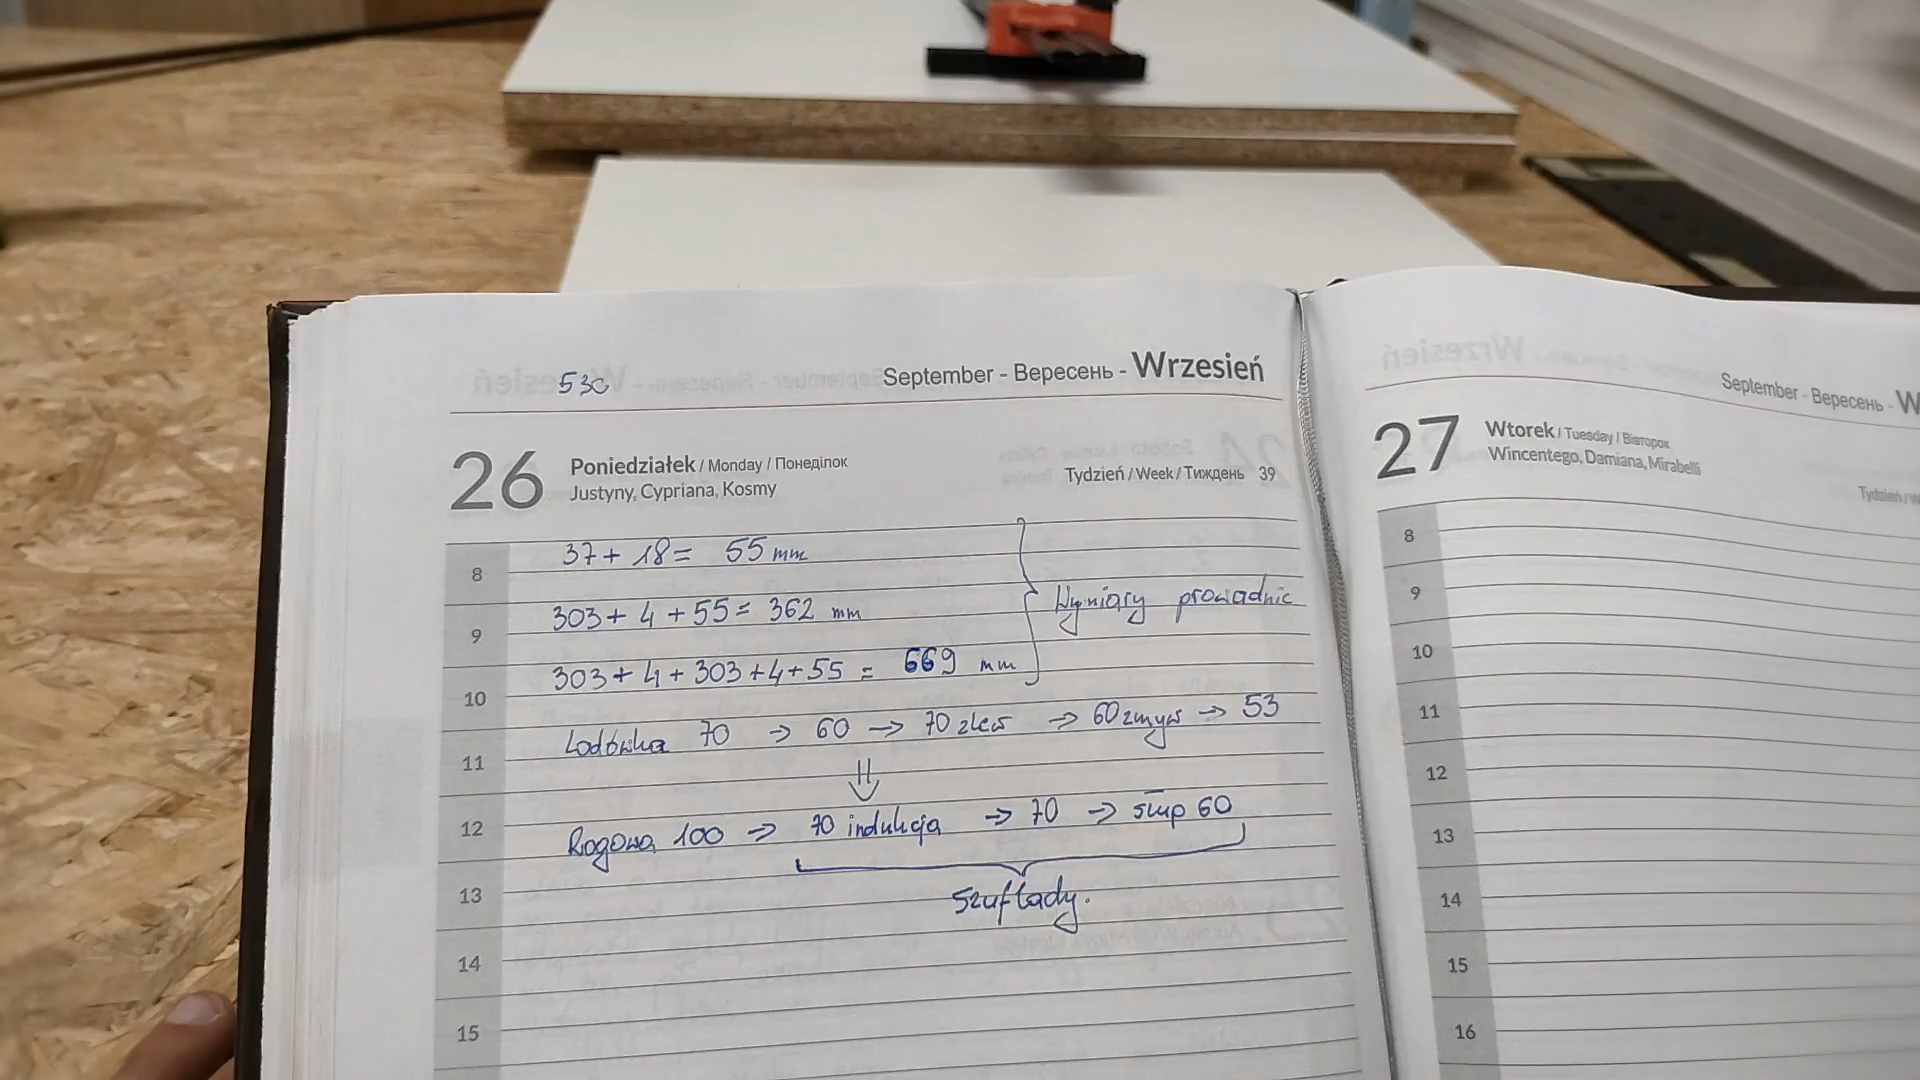 530
September - Вересень - Wrzesień
26 Poniedziałek / Monday / Понеділок
Justyny, Cypriana, Kosmy
Tydzień / Week / Тиждень 39
8 37 + 18 = 55 mm
9 303 + 4 + 55 = 362 mm
Wymiary prowadnic
10 303 + 4 + 303 + 4 + 55 = 669 mm
11 Lodówka 70 → 60 → 70 zlew → 60 zmyw → 53
⇓
12 Rogowa 100 → 70 indukcja → 70 → słup 60
13 szuflady.
14
15
September - Вересень - W
27 Wtorek / Tuesday / Вівторок
Wincentego, Damiana, Mirabelli
Tydzień / W
8
9
10
11
12
13
14
15
16